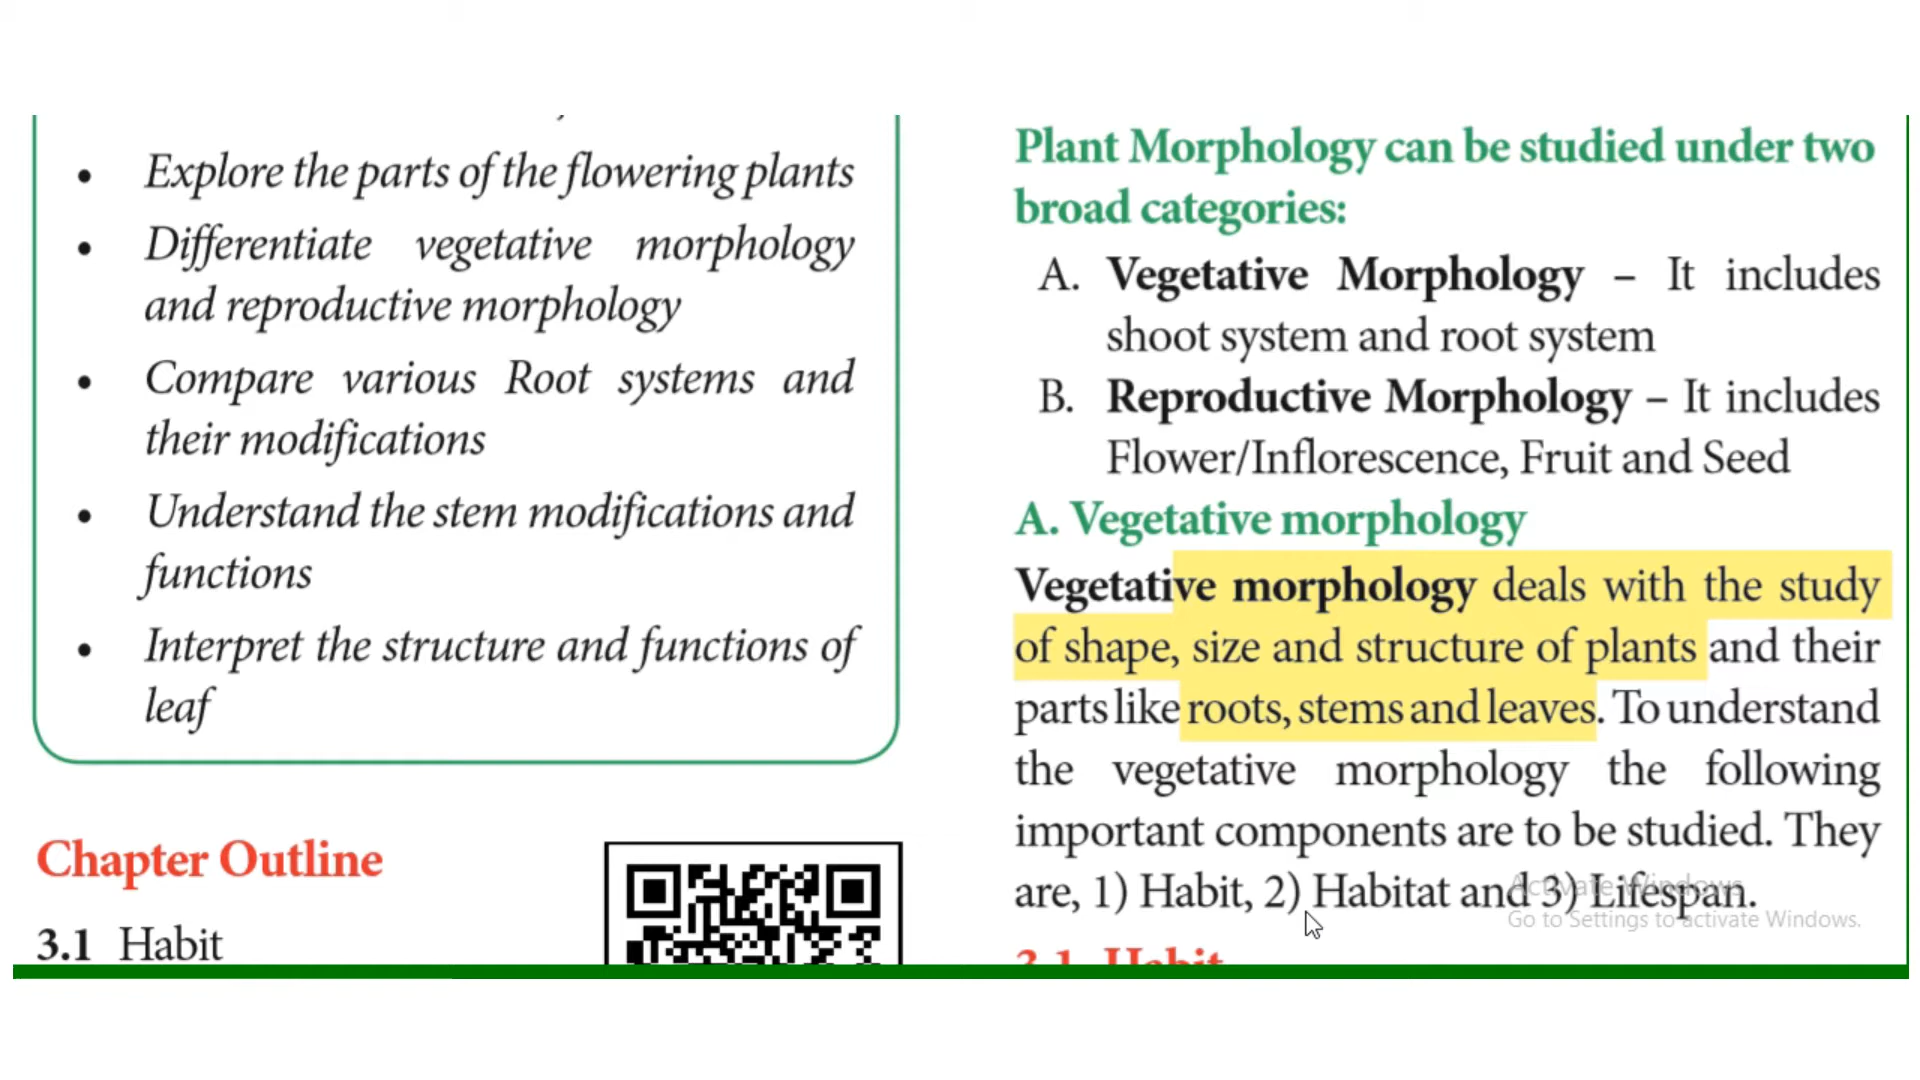 • Explore the parts of the flowering plants
• Differentiate vegetative morphology
and reproductive morphology
• Compare various Root systems and
their modifications
• Understand the stem modifications and
functions
• Interpret the structure and functions of
leaf
Chapter Outline
3.1 Habit
Plant Morphology can be studied under two
broad categories:
A. Vegetative Morphology – It includes
shoot system and root system
B. Reproductive Morphology – It includes
Flower/Inflorescence, Fruit and Seed
A. Vegetative morphology
Vegetative morphology deals with the study
of shape, size and structure of plants and their
parts like roots, stems and leaves. To understand
the vegetative morphology the following
important components are to be studied. They
are, 1) Habit, 2) Habitat and 3) Lifespan.
3.1 Habit
Activate Windows
Go to Settings to activate Windows.